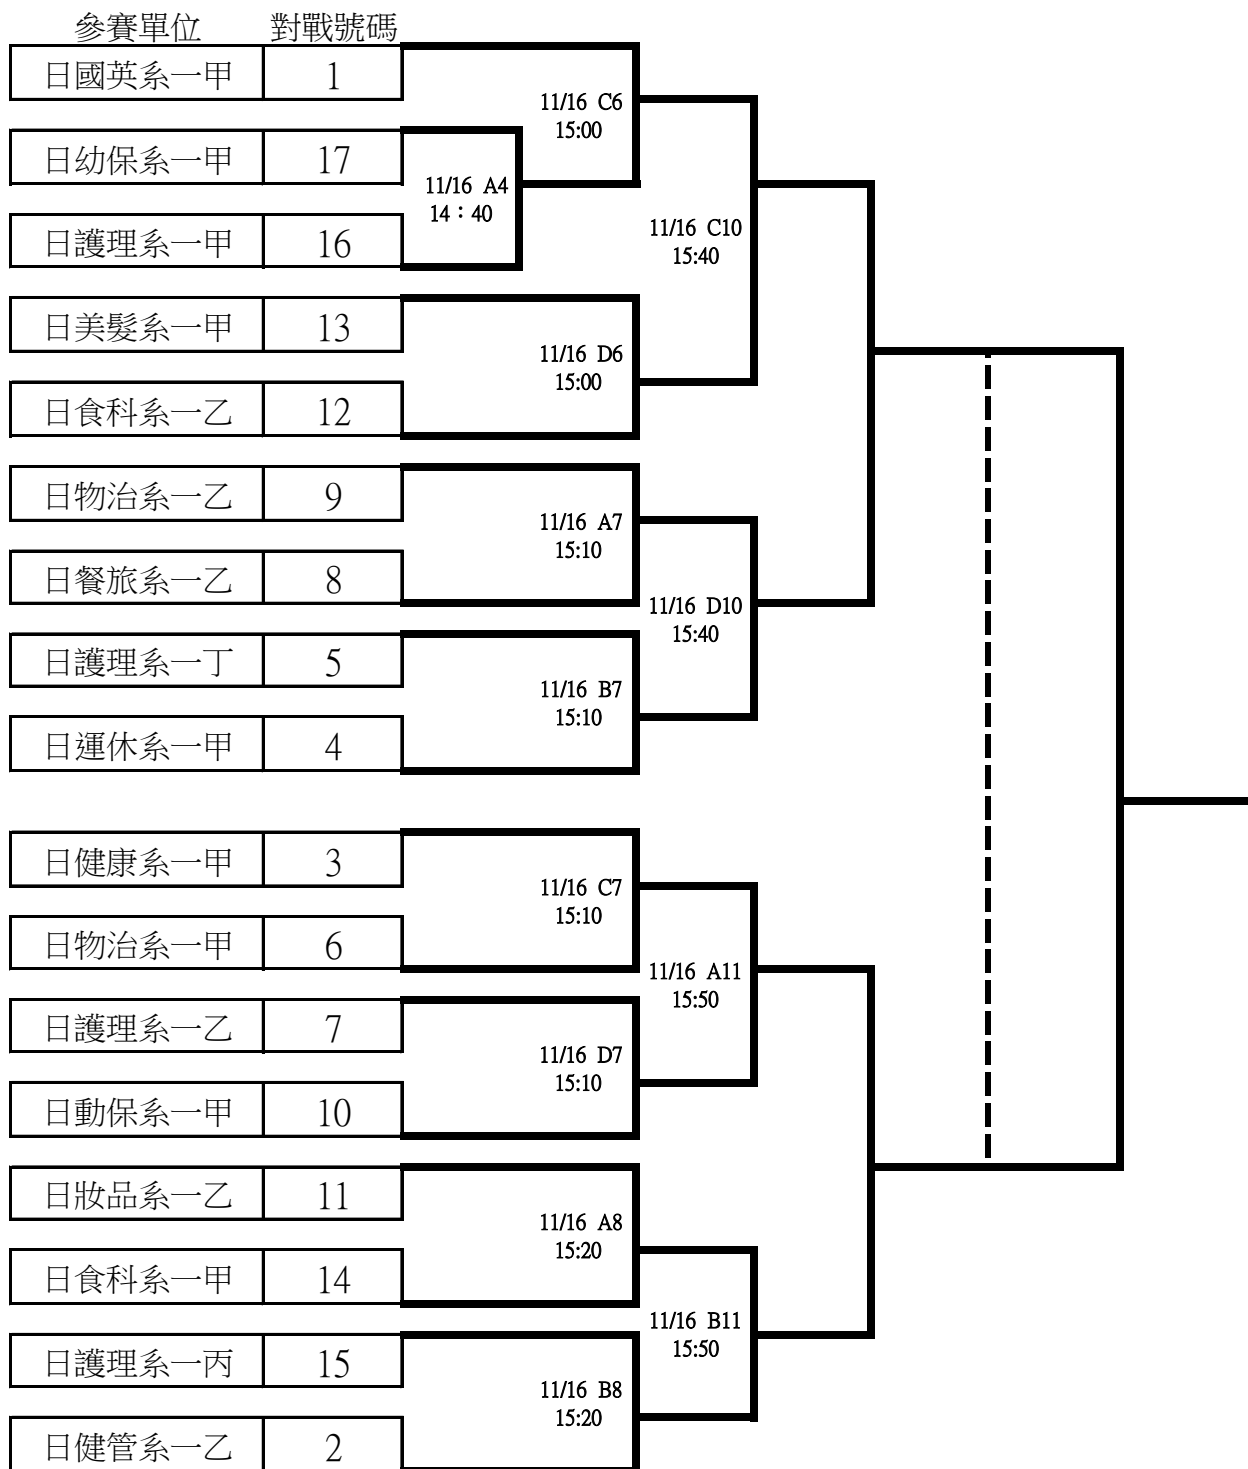 參賽單位 對戰號碼
日國英系一甲 1
11/16 C6
15:00
日幼保系一甲 17
11/16 A4
14：40
日護理系一甲 16
11/16 C10
15:40
日美髮系一甲 13
11/16 D6
15:00
日食科系一乙 12
日物治系一乙 9
11/16 A7
15:10
日餐旅系一乙 8
11/16 D10
15:40
日護理系一丁 5
11/16 B7
15:10
日運休系一甲 4
日健康系一甲 3
11/16 C7
15:10
日物治系一甲 6
11/16 A11
15:50
日護理系一乙 7
11/16 D7
15:10
日動保系一甲 10
日妝品系一乙 11
11/16 A8
15:20
日食科系一甲 14
11/16 B11
15:50
日護理系一丙 15
11/16 B8
15:20
日健管系一乙 2